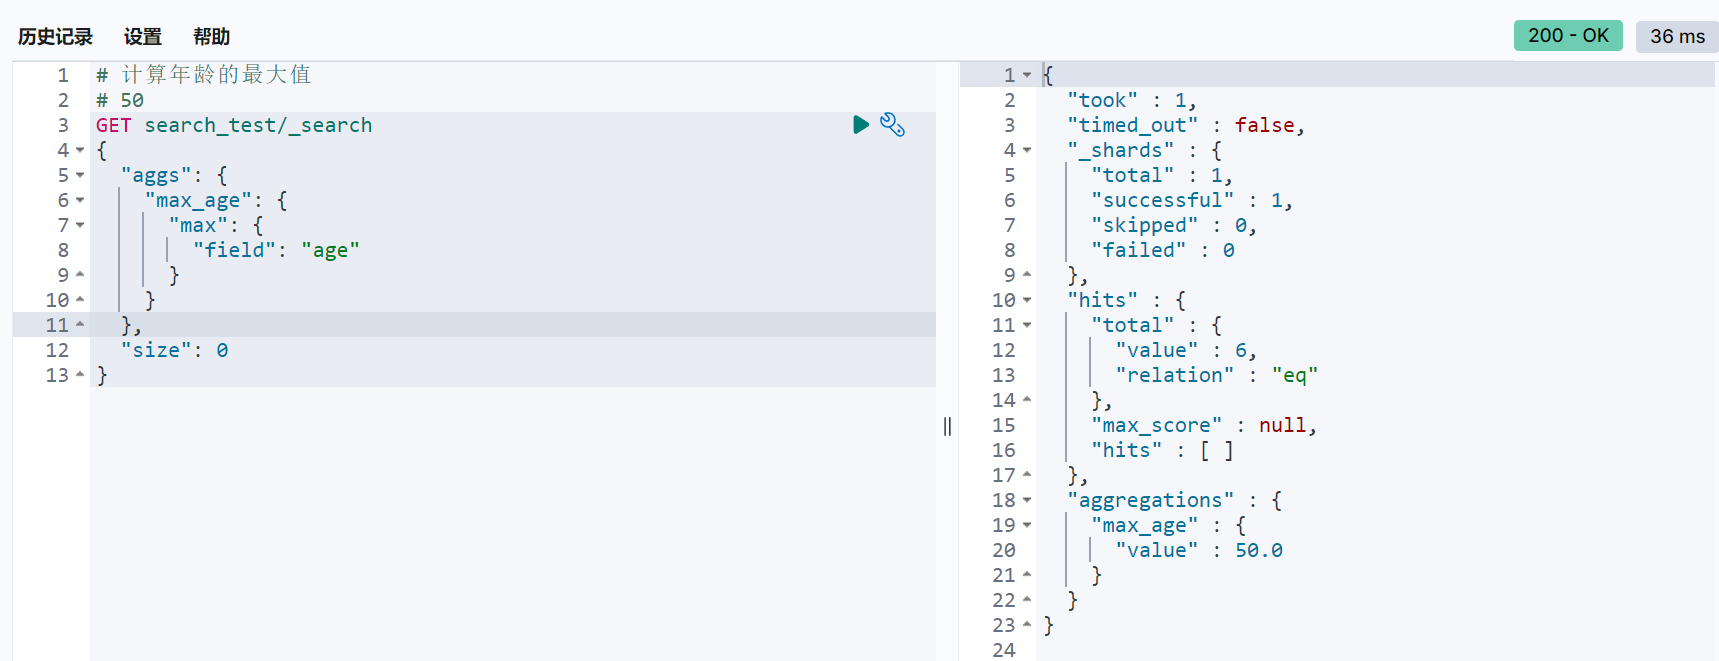 历史记录 设置 帮助 200 - OK 36 ms
1 # 计算年龄的最大值
2 # 50
3 GET search_test/_search
4 {
5 "aggs": {
6 "max_age": {
7 "max": {
8 "field": "age"
9 }
10 }
11 },
12 "size": 0
13 }
1 {
2 "took" : 1,
3 "timed_out" : false,
4 "_shards" : {
5 "total" : 1,
6 "successful" : 1,
7 "skipped" : 0,
8 "failed" : 0
9 },
10 "hits" : {
11 "total" : {
12 "value" : 6,
13 "relation" : "eq"
14 },
15 "max_score" : null,
16 "hits" : [ ]
17 },
18 "aggregations" : {
19 "max_age" : {
20 "value" : 50.0
21 }
22 }
23 }
24